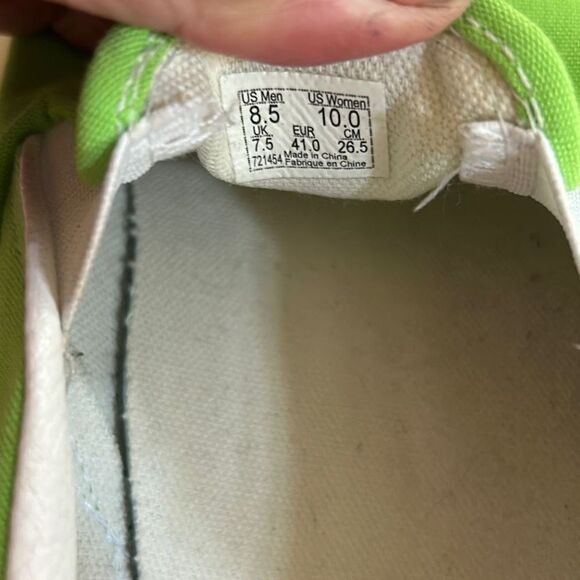 US Men US Women
8.5 10.0
UK. EUR CM
7.5 41.0 26.5
721454 Made in China
Fabriqué en Chine